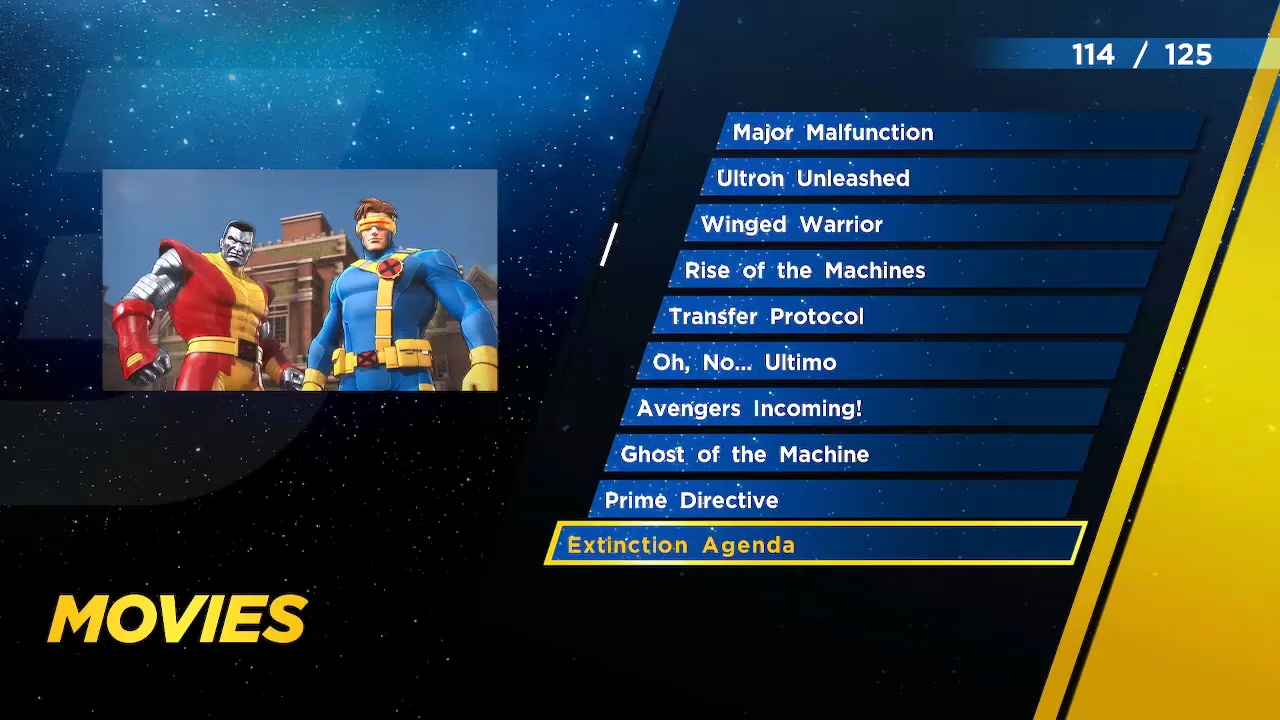 114 / 125
Major Malfunction
Ultron Unleashed
Winged Warrior
Rise of the Machines
Transfer Protocol
Oh, No... Ultimo
Avengers Incoming!
Ghost of the Machine
Prime Directive
Extinction Agenda
MOVIES